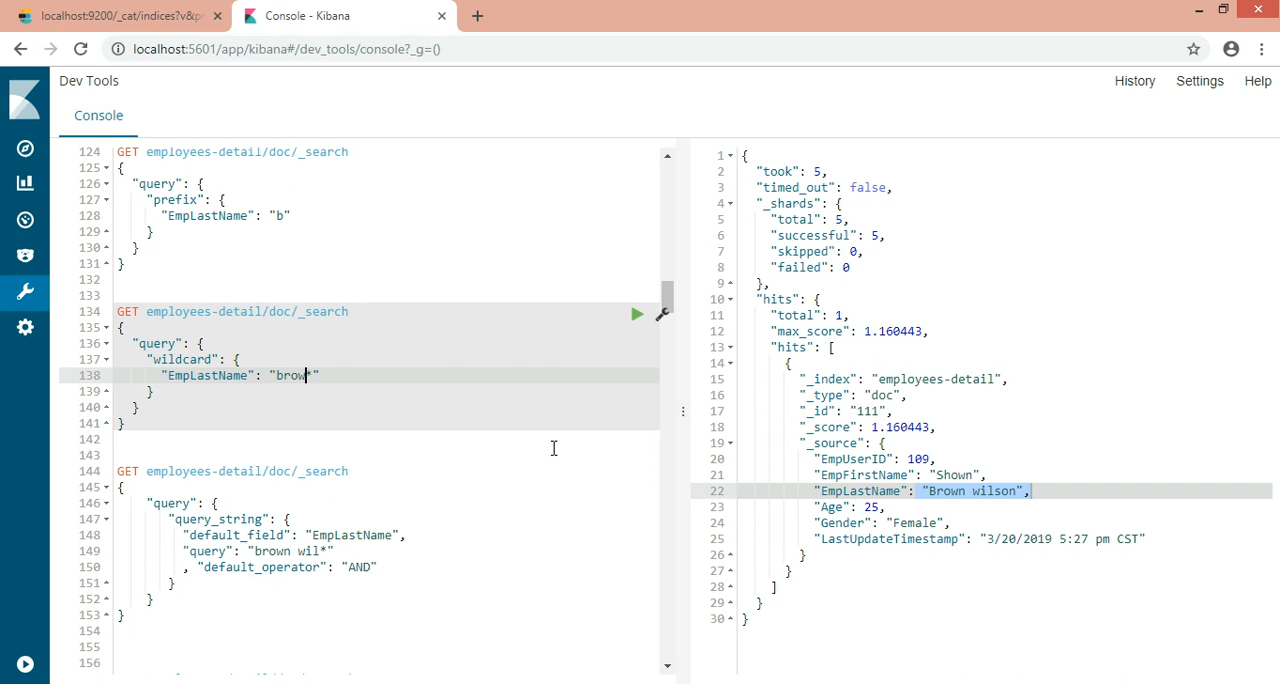 localhost:9200/_cat/indices?v&pr
Console - Kibana
localhost:5601/app/kibana#/dev_tools/console?_g=()
Dev Tools
History
Settings
Help
Console
124 GET employees-detail/doc/_search
125 {
126 "query": {
127 "prefix": {
128 "EmpLastName": "b"
129 }
130 }
131 }
132
133
134 GET employees-detail/doc/_search
135 {
136 "query": {
137 "wildcard": {
138 "EmpLastName": "brow*"
139 }
140 }
141 }
142
143
144 GET employees-detail/doc/_search
145 {
146 "query": {
147 "query_string": {
148 "default_field": "EmpLastName",
149 "query": "brown wil*"
150 , "default_operator": "AND"
151 }
152 }
153 }
154
155
156
1 {
2 "took": 5,
3 "timed_out": false,
4 "_shards": {
5 "total": 5,
6 "successful": 5,
7 "skipped": 0,
8 "failed": 0
9 },
10 "hits": {
11 "total": 1,
12 "max_score": 1.160443,
13 "hits": [
14 {
15 "_index": "employees-detail",
16 "_type": "doc",
17 "_id": "111",
18 "_score": 1.160443,
19 "_source": {
20 "EmpUserID": 109,
21 "EmpFirstName": "Shown",
22 "EmpLastName": "Brown wilson",
23 "Age": 25,
24 "Gender": "Female",
25 "LastUpdateTimestamp": "3/20/2019 5:27 pm CST"
26 }
27 }
28 ]
29 }
30 }